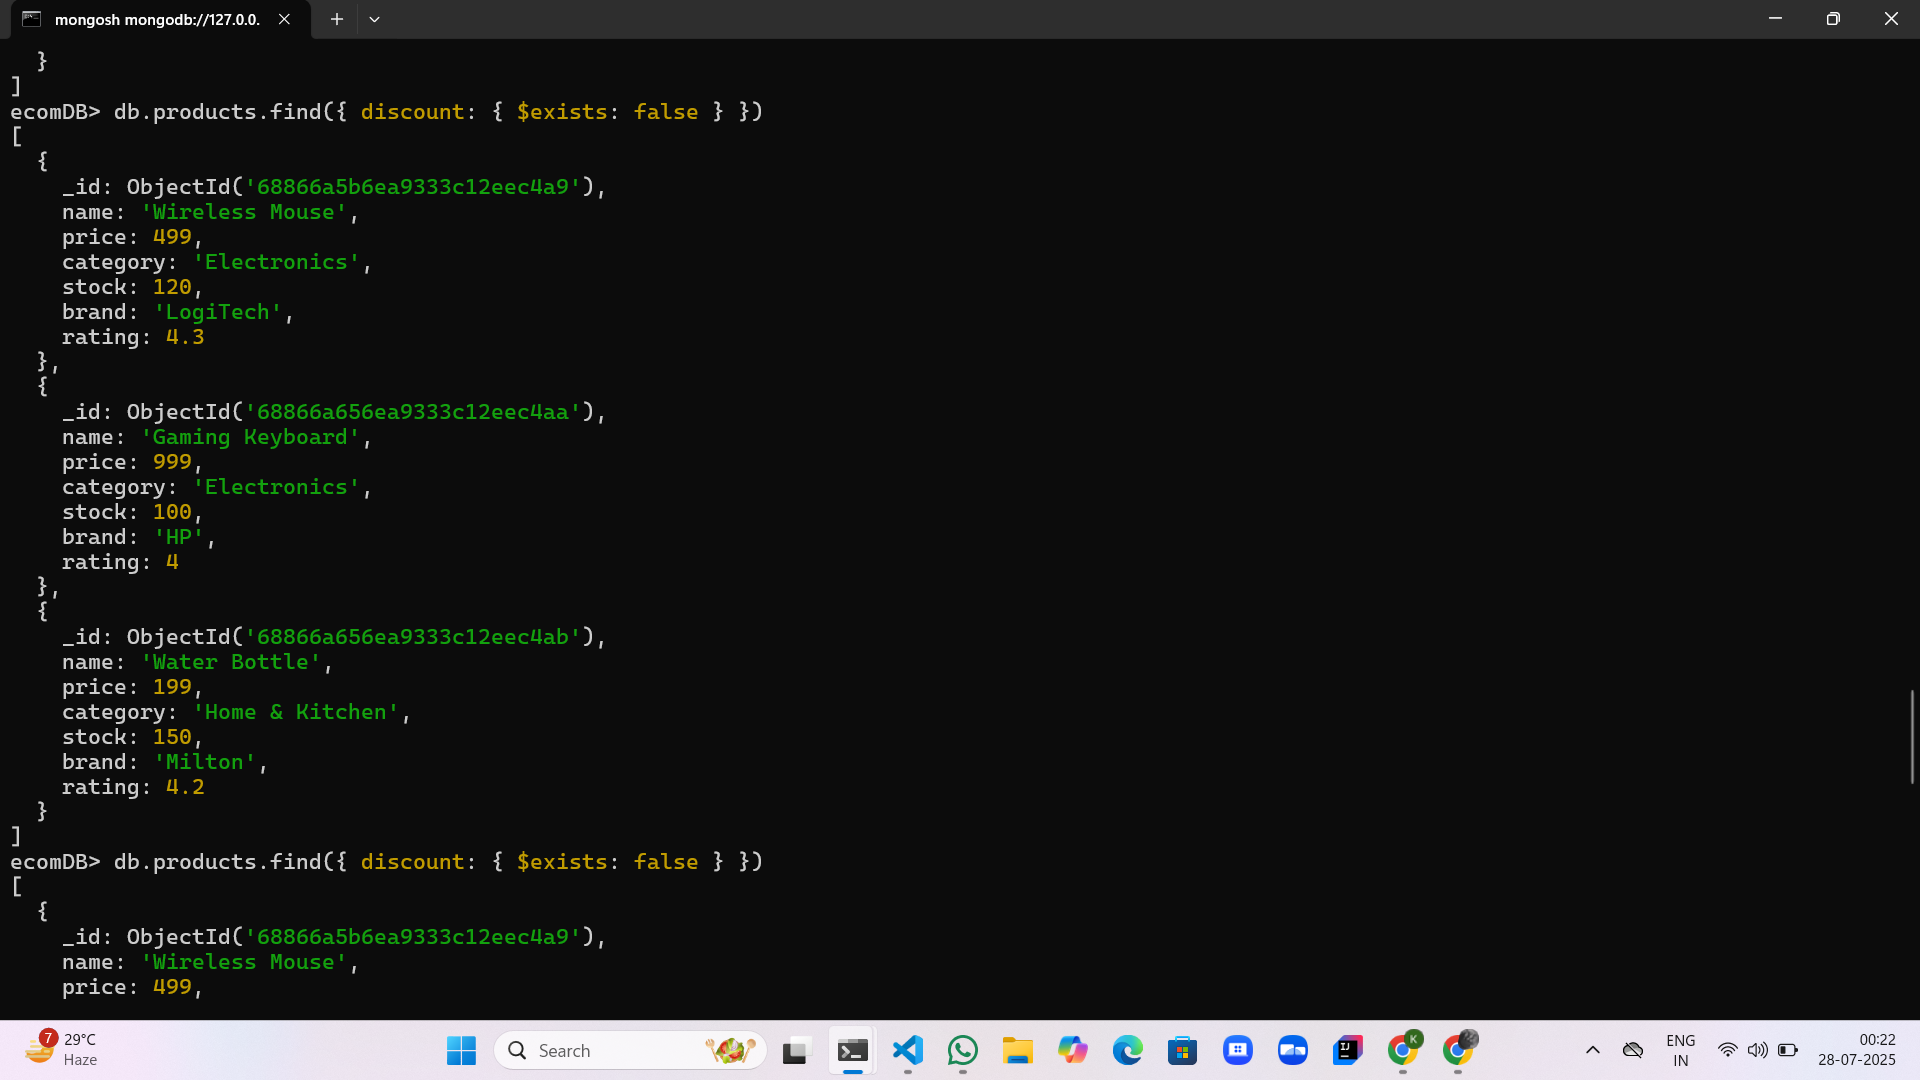 mongosh mongodb://127.0.0.
  }
]
ecomDB> db.products.find({ discount: { $exists: false } })
[
  {
    _id: ObjectId('68866a5b6ea9333c12eec4a9'),
    name: 'Wireless Mouse',
    price: 499,
    category: 'Electronics',
    stock: 120,
    brand: 'LogiTech',
    rating: 4.3
  },
  {
    _id: ObjectId('68866a656ea9333c12eec4aa'),
    name: 'Gaming Keyboard',
    price: 999,
    category: 'Electronics',
    stock: 100,
    brand: 'HP',
    rating: 4
  },
  {
    _id: ObjectId('68866a656ea9333c12eec4ab'),
    name: 'Water Bottle',
    price: 199,
    category: 'Home & Kitchen',
    stock: 150,
    brand: 'Milton',
    rating: 4.2
  }
]
ecomDB> db.products.find({ discount: { $exists: false } })
[
  {
    _id: ObjectId('68866a5b6ea9333c12eec4a9'),
    name: 'Wireless Mouse',
    price: 499,
7
29°C
Haze
Search
IJ
K
ENG
IN
00:22
28-07-2025